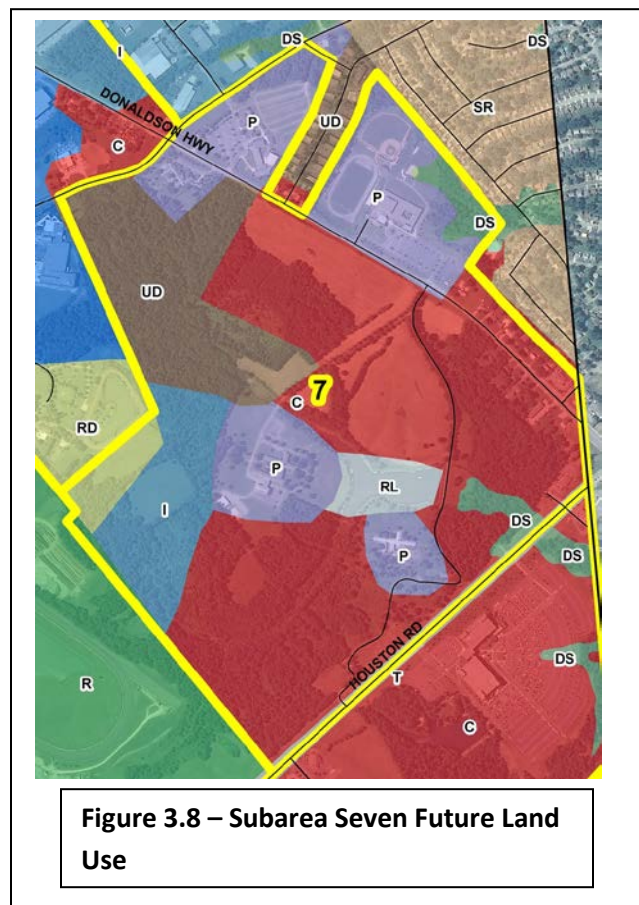 DS
I
DONALDSON HWY
P
UD
SR
DS
C
P
DS
UD
7
C
RD
P
RL
I
DS
P
DS
HOUSTON RD
DS
T
R
C
Figure 3.8 – Subarea Seven Future Land
Use